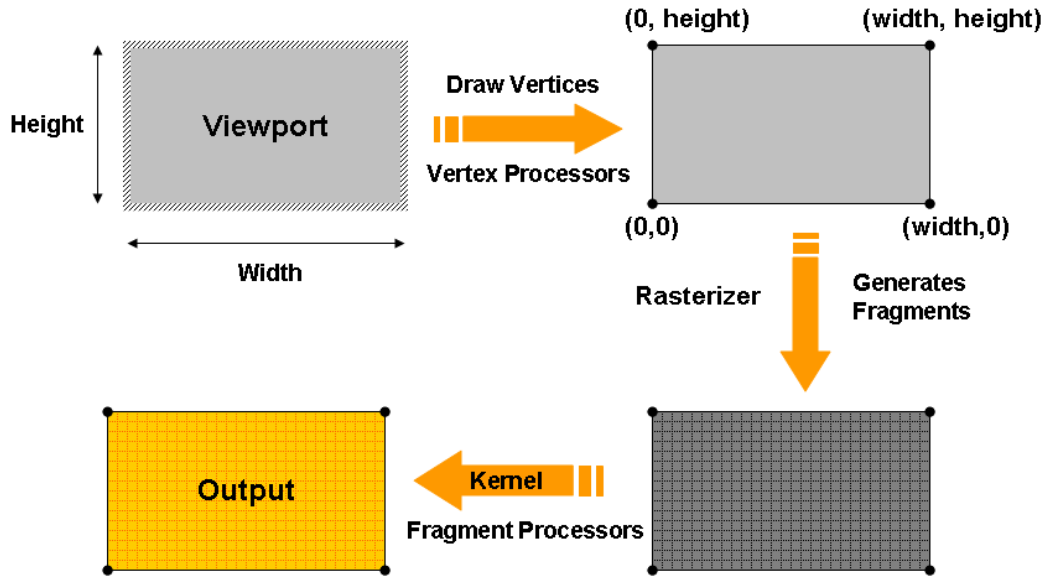 (0, height)
(width, height)
Height
Viewport
Draw Vertices
Vertex Processors
(0,0)
(width,0)
Width
Rasterizer
Generates
Fragments
Output
Kernel
Fragment Processors